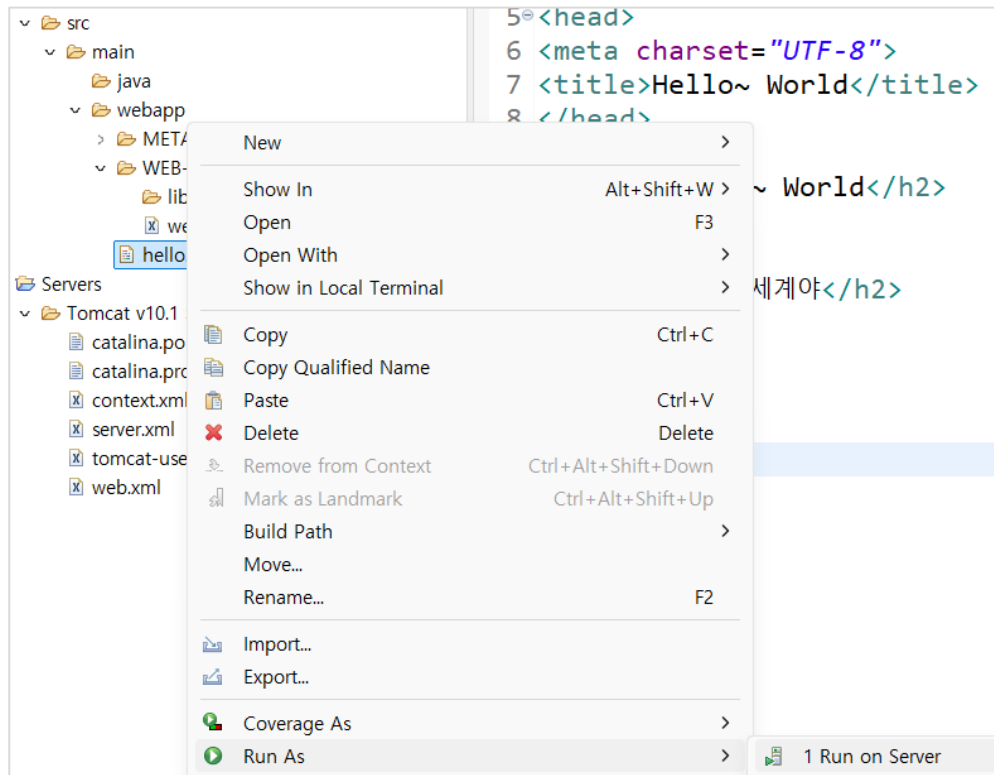 src
main
java
webapp
META
WEB-
lib
we
hello
Servers
Tomcat v10.1
catalina.po
catalina.pro
context.xml
server.xml
tomcat-use
web.xml
5 <head>
6 <meta charset="UTF-8">
7 <title>Hello~ World</title>
8 </head>
~ World</h2>
세계야</h2>
New
Show In Alt+Shift+W
Open F3
Open With
Show in Local Terminal
Copy Ctrl+C
Copy Qualified Name
Paste Ctrl+V
Delete Delete
Remove from Context Ctrl+Alt+Shift+Down
Mark as Landmark Ctrl+Alt+Shift+Up
Build Path
Move...
Rename... F2
Import...
Export...
Coverage As
Run As
1 Run on Server